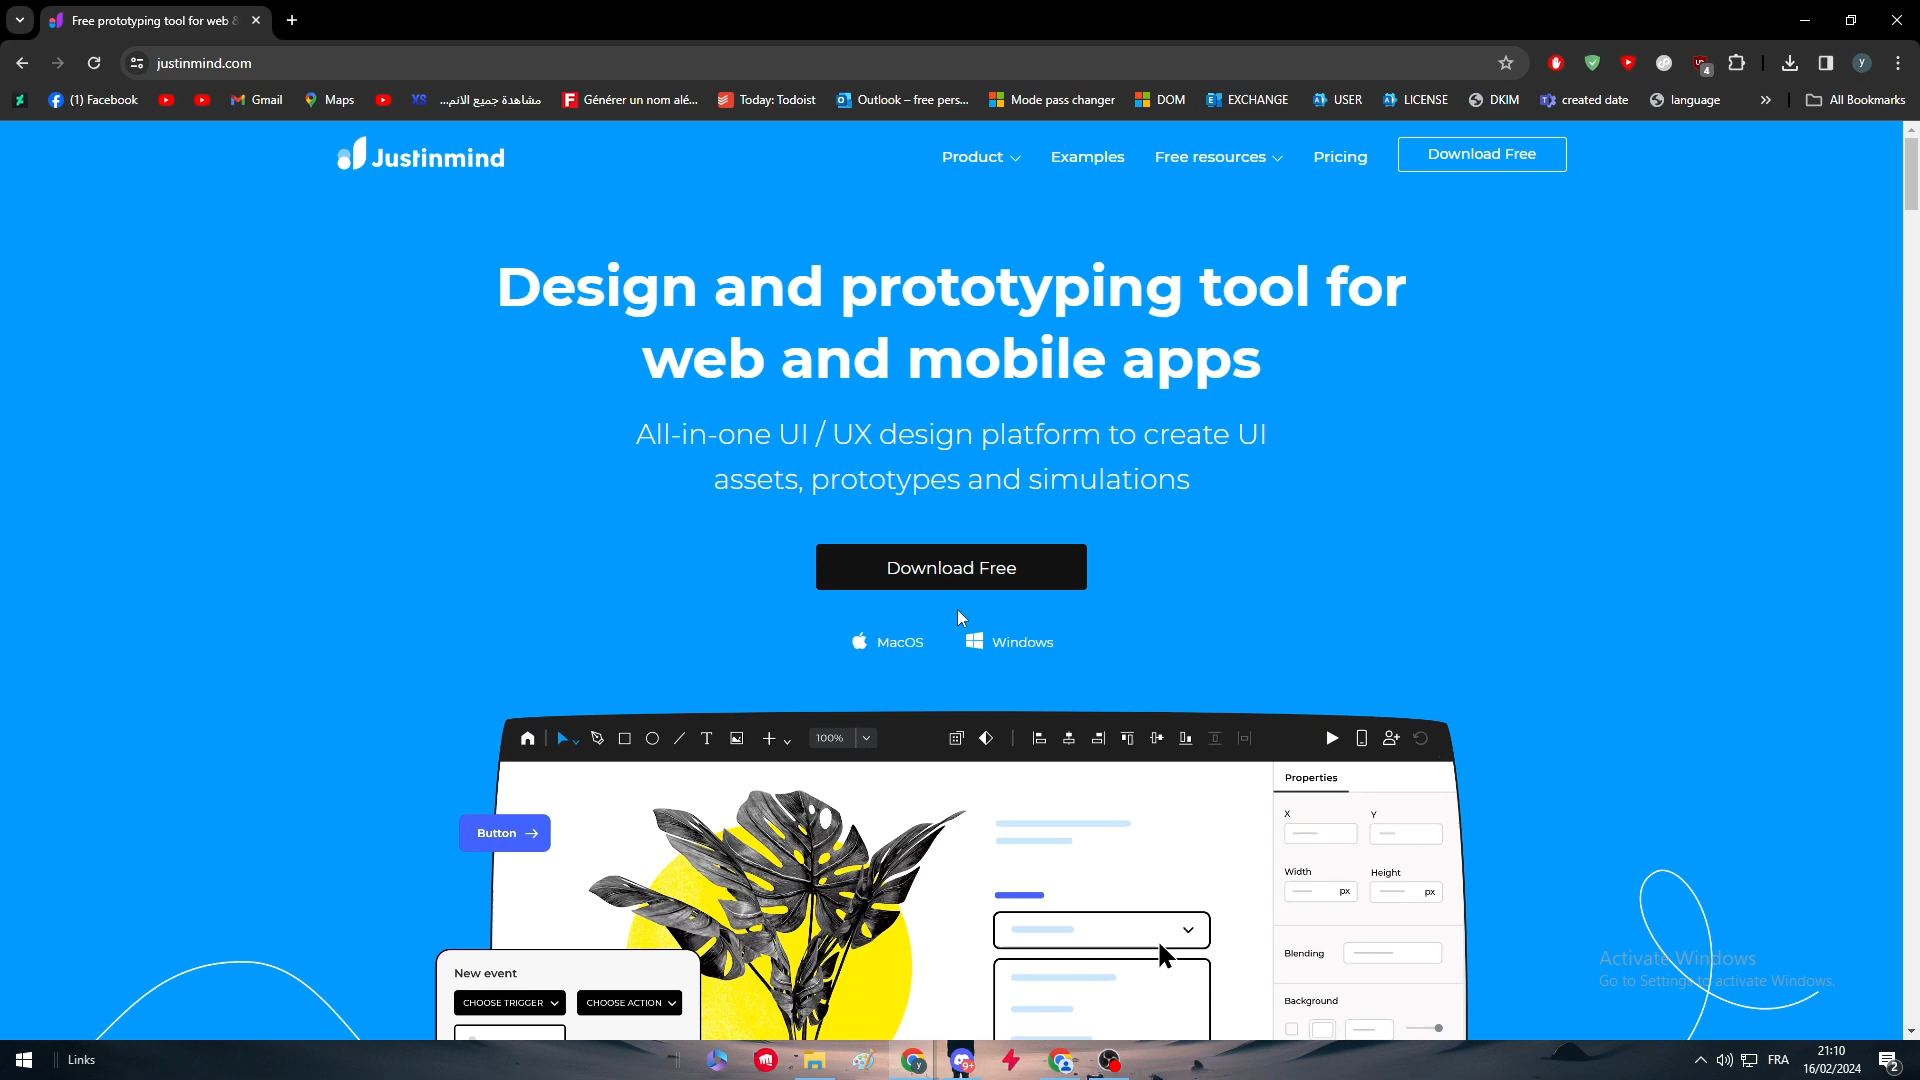 Free prototyping tool for web &
justinmind.com
4
y
(1) Facebook
Gmail
Maps
XS
مشاهدة جميع الانم...
Générer un nom alé...
Today: Todoist
Outlook – free pers...
Mode pass changer
DOM
EXCHANGE
USER
LICENSE
DKIM
created date
language
»
All Bookmarks
Justinmind
Product
Examples
Free resources
Pricing
Download Free
Design and prototyping tool for
web and mobile apps
All-in-one UI / UX design platform to create UI
assets, prototypes and simulations
Download Free
MacOS
Windows
100%
Properties
X
Y
Button
Width
Height
px
px
Blending
New event
CHOOSE TRIGGER
CHOOSE ACTION
Background
Activate Windows
Go to Settings to activate Windows.
Links
y
9+
FRA
21:10
16/02/2024
2